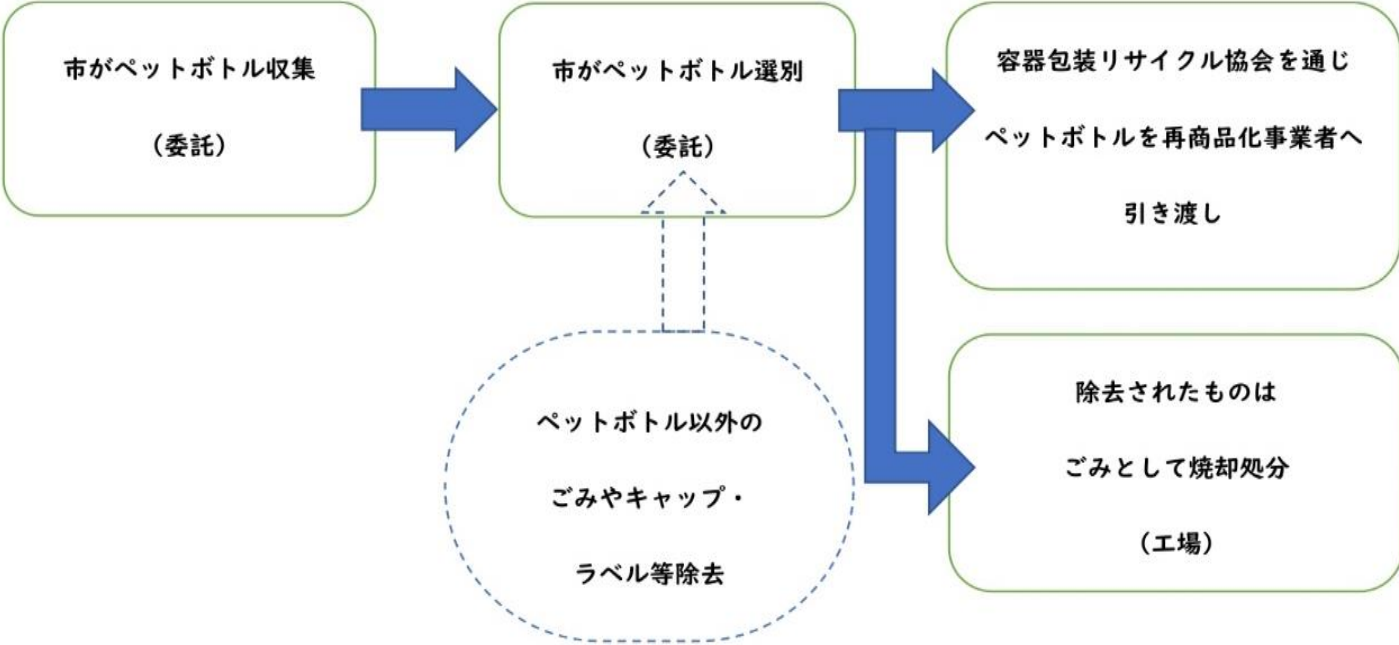 市がペットボトル収集
（委託）
市がペットボトル選別
（委託）
容器包装リサイクル協会を通じ
ペットボトルを再商品化事業者へ
引き渡し
ペットボトル以外の
ごみやキャップ・
ラベル等除去
除去されたものは
ごみとして焼却処分
（工場）